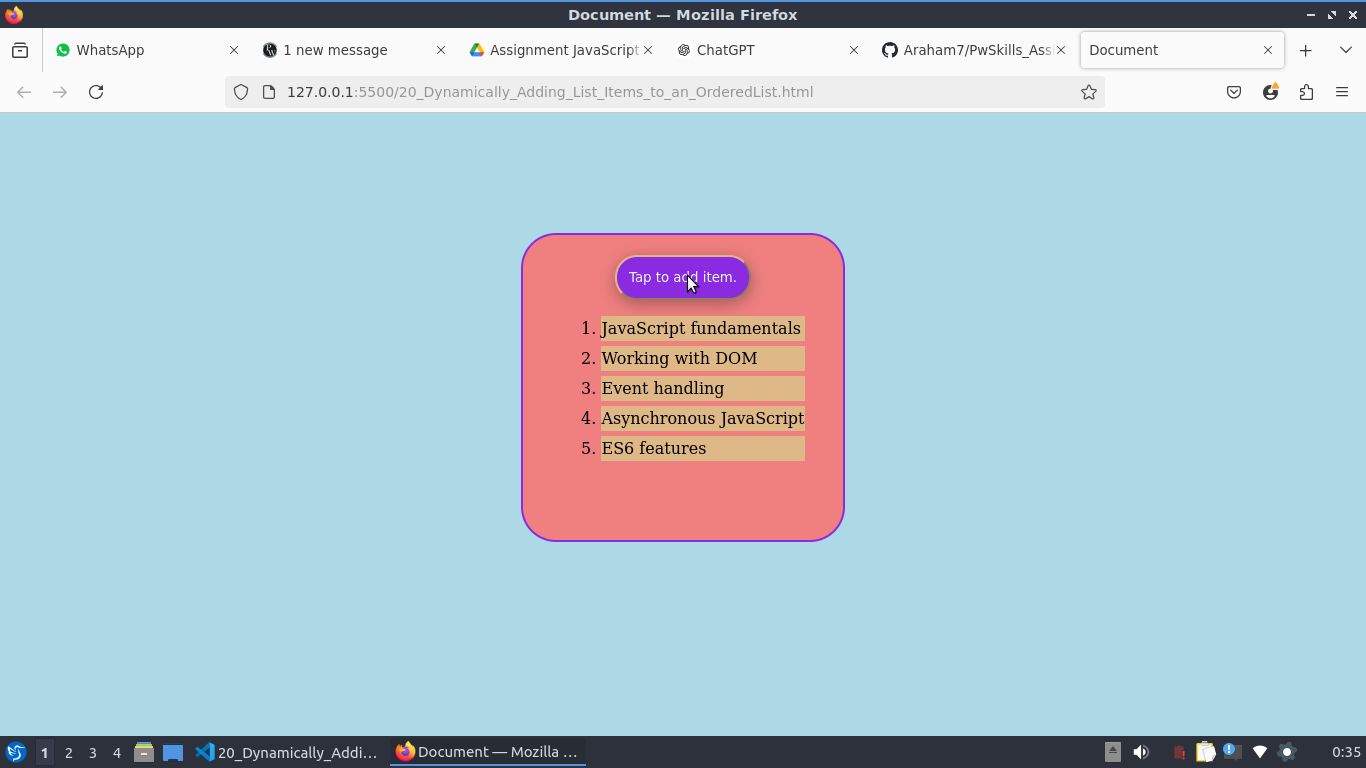 Document — Mozilla Firefox
WhatsApp
1 new message
Assignment JavaScript
ChatGPT
Araham7/PwSkills_Ass
Document
127.0.0.1:5500/20_Dynamically_Adding_List_Items_to_an_OrderedList.html
Tap to add item.
1. JavaScript fundamentals
2. Working with DOM
3. Event handling
4. Asynchronous JavaScript
5. ES6 features
1 2 3 4
20_Dynamically_Addi...
Document — Mozilla ...
0:35